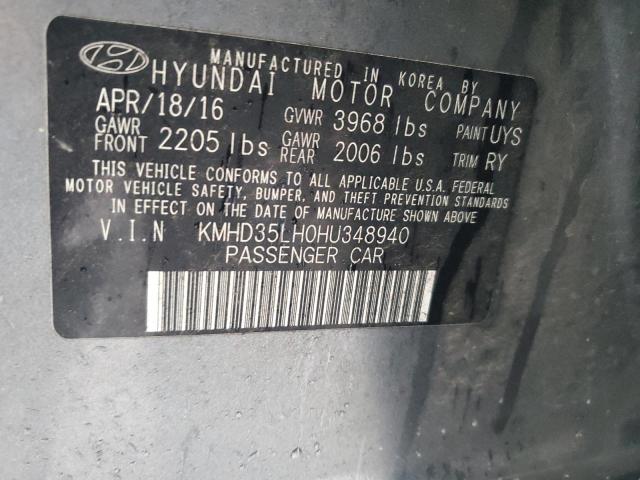 MANUFACTURED IN KOREA BY
HYUNDAI MOTOR COMPANY
APR/18/16 GVWR 3968 lbs PAINT UYS
GAWR FRONT 2205 lbs GAWR REAR 2006 lbs TRIM RY
THIS VEHICLE CONFORMS TO ALL APPLICABLE U.S.A. FEDERAL
MOTOR VEHICLE SAFETY, BUMPER, AND THEFT PREVENTION STANDARDS
IN EFFECT ON THE DATE OF MANUFACTURE SHOWN ABOVE
V.I.N KMHD35LH0HU348940
PASSENGER CAR